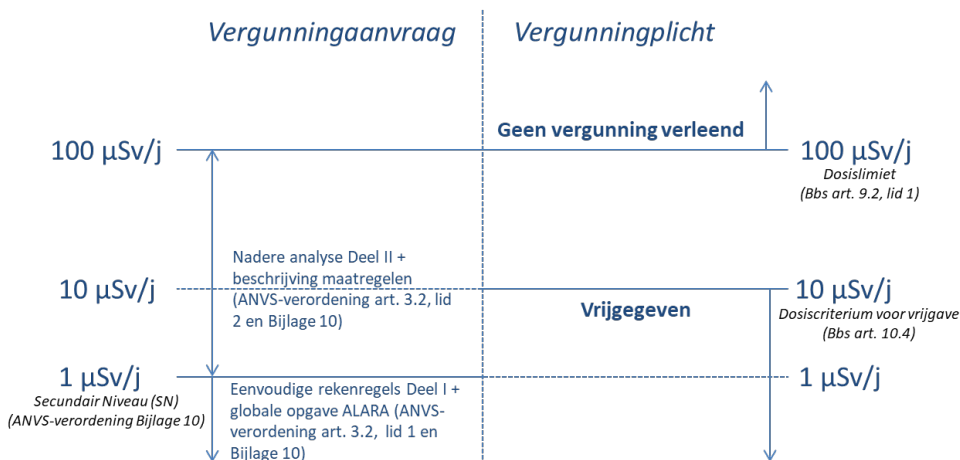 Vergunningaanvraag
Vergunningplicht
Geen vergunning verleend
100 µSv/j
100 µSv/j
Dosislimiet
(Bbs art. 9.2, lid 1)
Nadere analyse Deel II +
beschrijving maatregelen
(ANVS-verordening art. 3.2, lid
2 en Bijlage 10)
10 µSv/j
Vrijgegeven
10 µSv/j
Dosiscriterium voor vrijgave
(Bbs art. 10.4)
1 µSv/j
Secundair Niveau (SN)
(ANVS-verordening Bijlage 10)
Eenvoudige rekenregels Deel I +
globale opgave ALARA (ANVS-
verordening art. 3.2, lid 1 en
Bijlage 10)
1 µSv/j